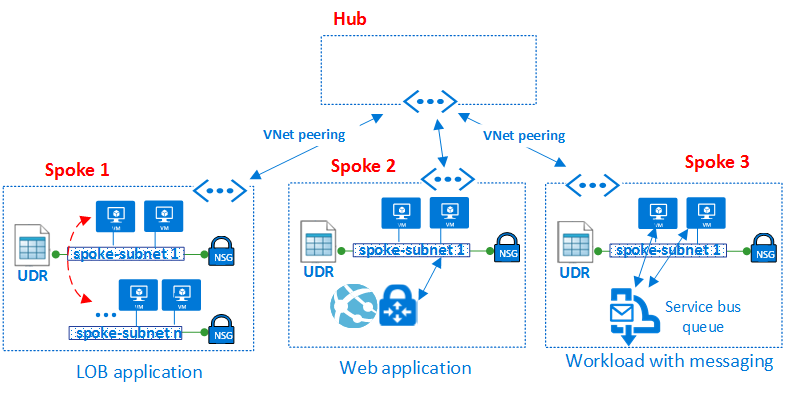 Hub
VNet peering
VNet peering
Spoke 1
Spoke 2
Spoke 3
VM
VM
UDR
spoke-subnet 1
NSG
VM
VM
...
spoke-subnet n
NSG
LOB application
VM
VM
UDR
spoke-subnet 1
NSG
Web application
VM
VM
UDR
spoke-subnet 1
NSG
Service bus
queue
Workload with messaging